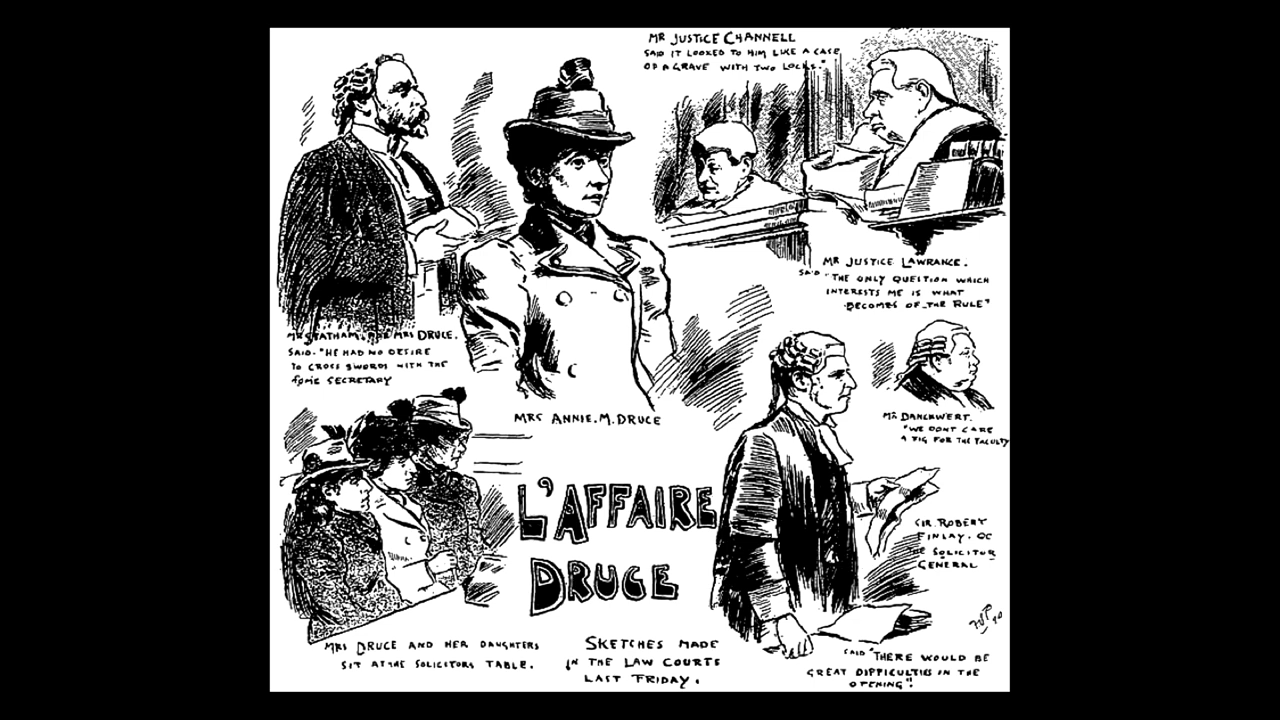 MR JUSTICE CHANNELL
SAID IT LOOKED TO HIM LIKE A CASE
OF A GRAVE WITH TWO LOCKS."
MR JUSTICE LAWRANCE.
SAID "THE ONLY QUESTION WHICH
INTERESTS ME IS WHAT
BECOMES OF THE RULE"
MRS DRUCE.
SAID. "HE HAD NO DESIRE
TO CROSS SWORDS WITH THE
HOME SECRETARY
MRS ANNIE. M. DRUCE
MR DANCKWERT.
"WE DONT CARE
A FIG FOR THE FACULTY
L'AFFAIRE
DRUCE
SIR. ROBERT
FINLAY. QC
SOLICITOR
GENERAL
SAID "THERE WOULD BE
GREAT DIFFICULTIES IN THE
OPENING".
MRS DRUCE AND HER DAUGHTERS
SIT AT THE SOLICITORS TABLE.
SKETCHES MADE
IN THE LAW COURTS
LAST FRIDAY.